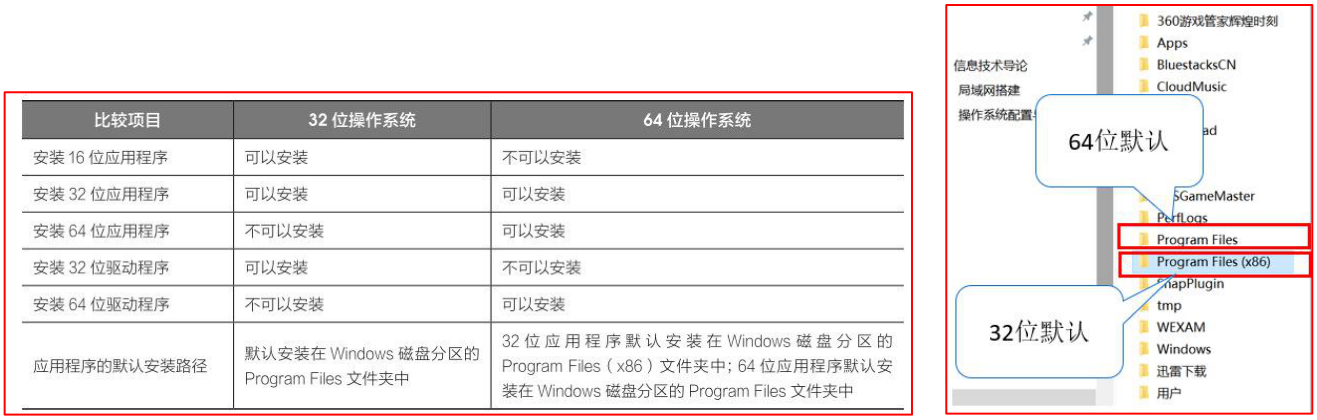 比较项目 32 位操作系统 64 位操作系统
安装 16 位应用程序 可以安装 不可以安装
安装 32 位应用程序 可以安装 可以安装
安装 64 位应用程序 不可以安装 可以安装
安装 32 位驱动程序 可以安装 不可以安装
安装 64 位驱动程序 不可以安装 可以安装
应用程序的默认安装路径
默认安装在 Windows 磁盘分区的
Program Files 文件夹中
32 位应用程序默认安装在 Windows 磁盘分区的
Program Files（x86）文件夹中；64 位应用程序默认安
装在 Windows 磁盘分区的 Program Files 文件夹中
信息技术导论
局域网搭建
操作系统配置
360游戏管家辉煌时刻
Apps
BluestacksCN
CloudMusic
64位默认
ad
SGameMaster
PerfLogs
Program Files
Program Files (x86)
SnapPlugin
tmp
32位默认
WEXAM
Windows
迅雷下载
用户